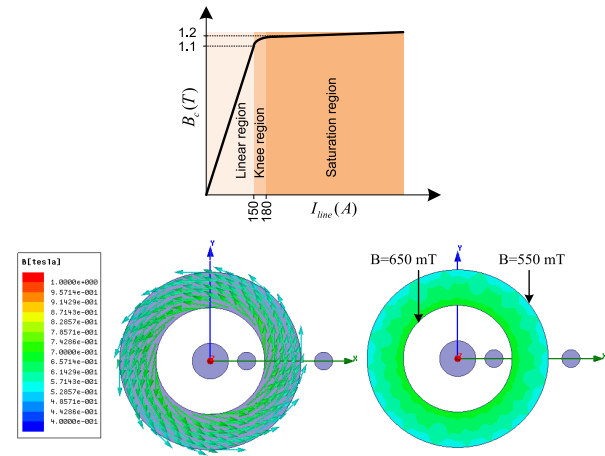 1.2
1.1
B_c(T)
Linear region
Knee region
Saturation region
150
180
I_line(A)
B[tesla]
1.0000e+000
9.5714e-001
9.1429e-001
8.7143e-001
8.2857e-001
7.8571e-001
7.4286e-001
7.0000e-001
6.5714e-001
6.1429e-001
5.7143e-001
5.2857e-001
4.8571e-001
4.4286e-001
4.0000e-001
Y
X
B=650 mT
B=550 mT
Y
X